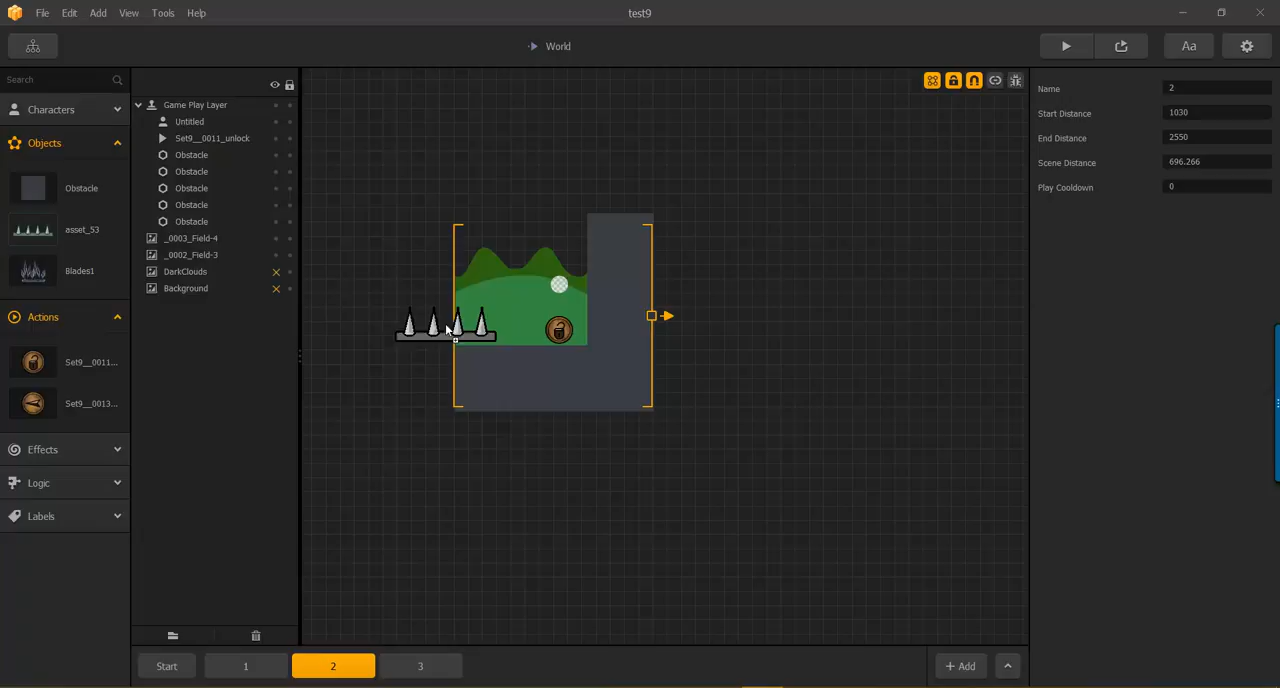 File Edit Add View Tools Help
test9
World
Aa
Search
Characters
Objects
Obstacle
asset_53
Blades1
Actions
Set9__0011...
Set9__0013...
Effects
Logic
Labels
Game Play Layer
Untitled
Set9__0011_unlock
Obstacle
Obstacle
Obstacle
Obstacle
Obstacle
_0003_Field-4
_0002_Field-3
DarkClouds
Background
Name 2
Start Distance 1030
End Distance 2550
Scene Distance 696.266
Play Cooldown 0
Start 1 2 3
+ Add